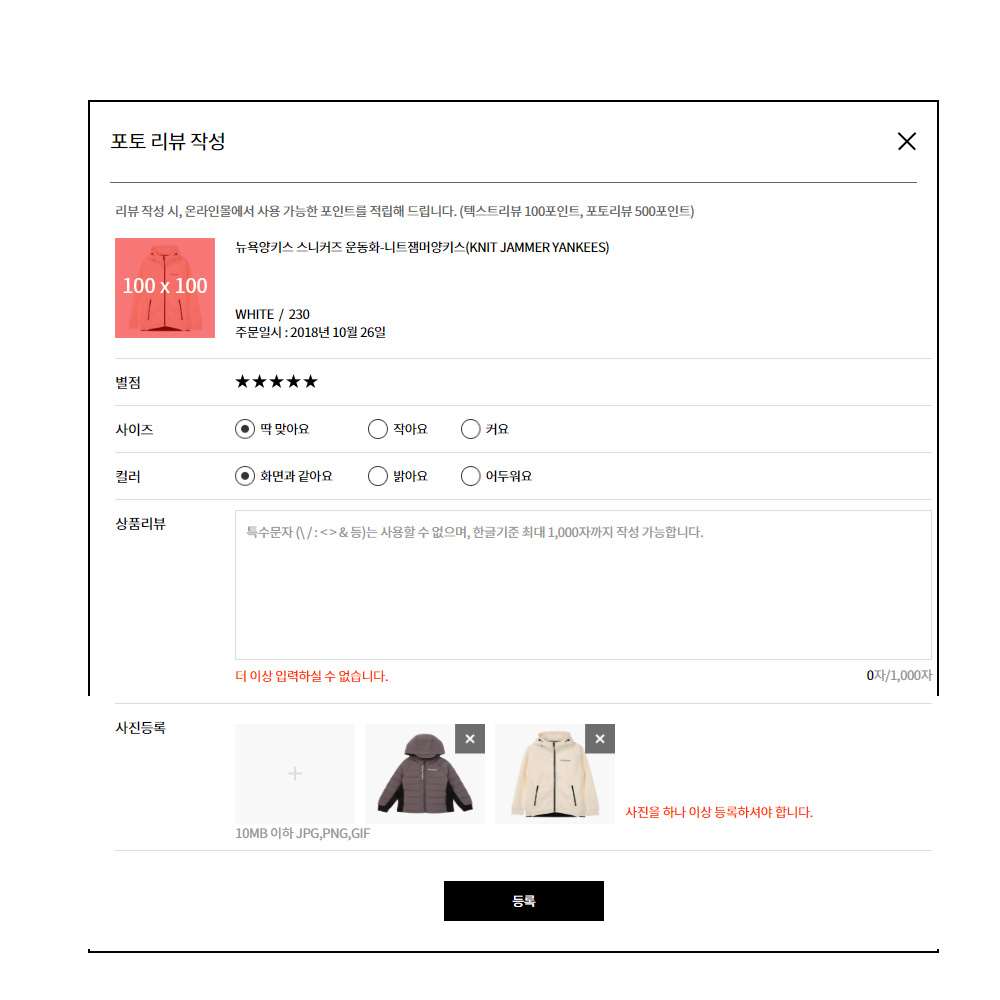 포토 리뷰 작성
리뷰 작성 시, 온라인몰에서 사용 가능한 포인트를 적립해 드립니다. (텍스트리뷰 100포인트, 포토리뷰 500포인트)
100 x 100
뉴욕양키스 스니커즈 운동화-니트잼머양키스(KNIT JAMMER YANKEES)
WHITE / 230
주문일시 : 2018년 10월 26일
별점 ★★★★★
사이즈 딱 맞아요 작아요 커요
컬러 화면과 같아요 밝아요 어두워요
상품리뷰
특수문자 (\ / : < > & 등)는 사용할 수 없으며, 한글기준 최대 1,000자까지 작성 가능합니다.
더 이상 입력하실 수 없습니다. 0자/1,000자
사진등록
사진을 하나 이상 등록하셔야 합니다.
10MB 이하 JPG,PNG,GIF
등록